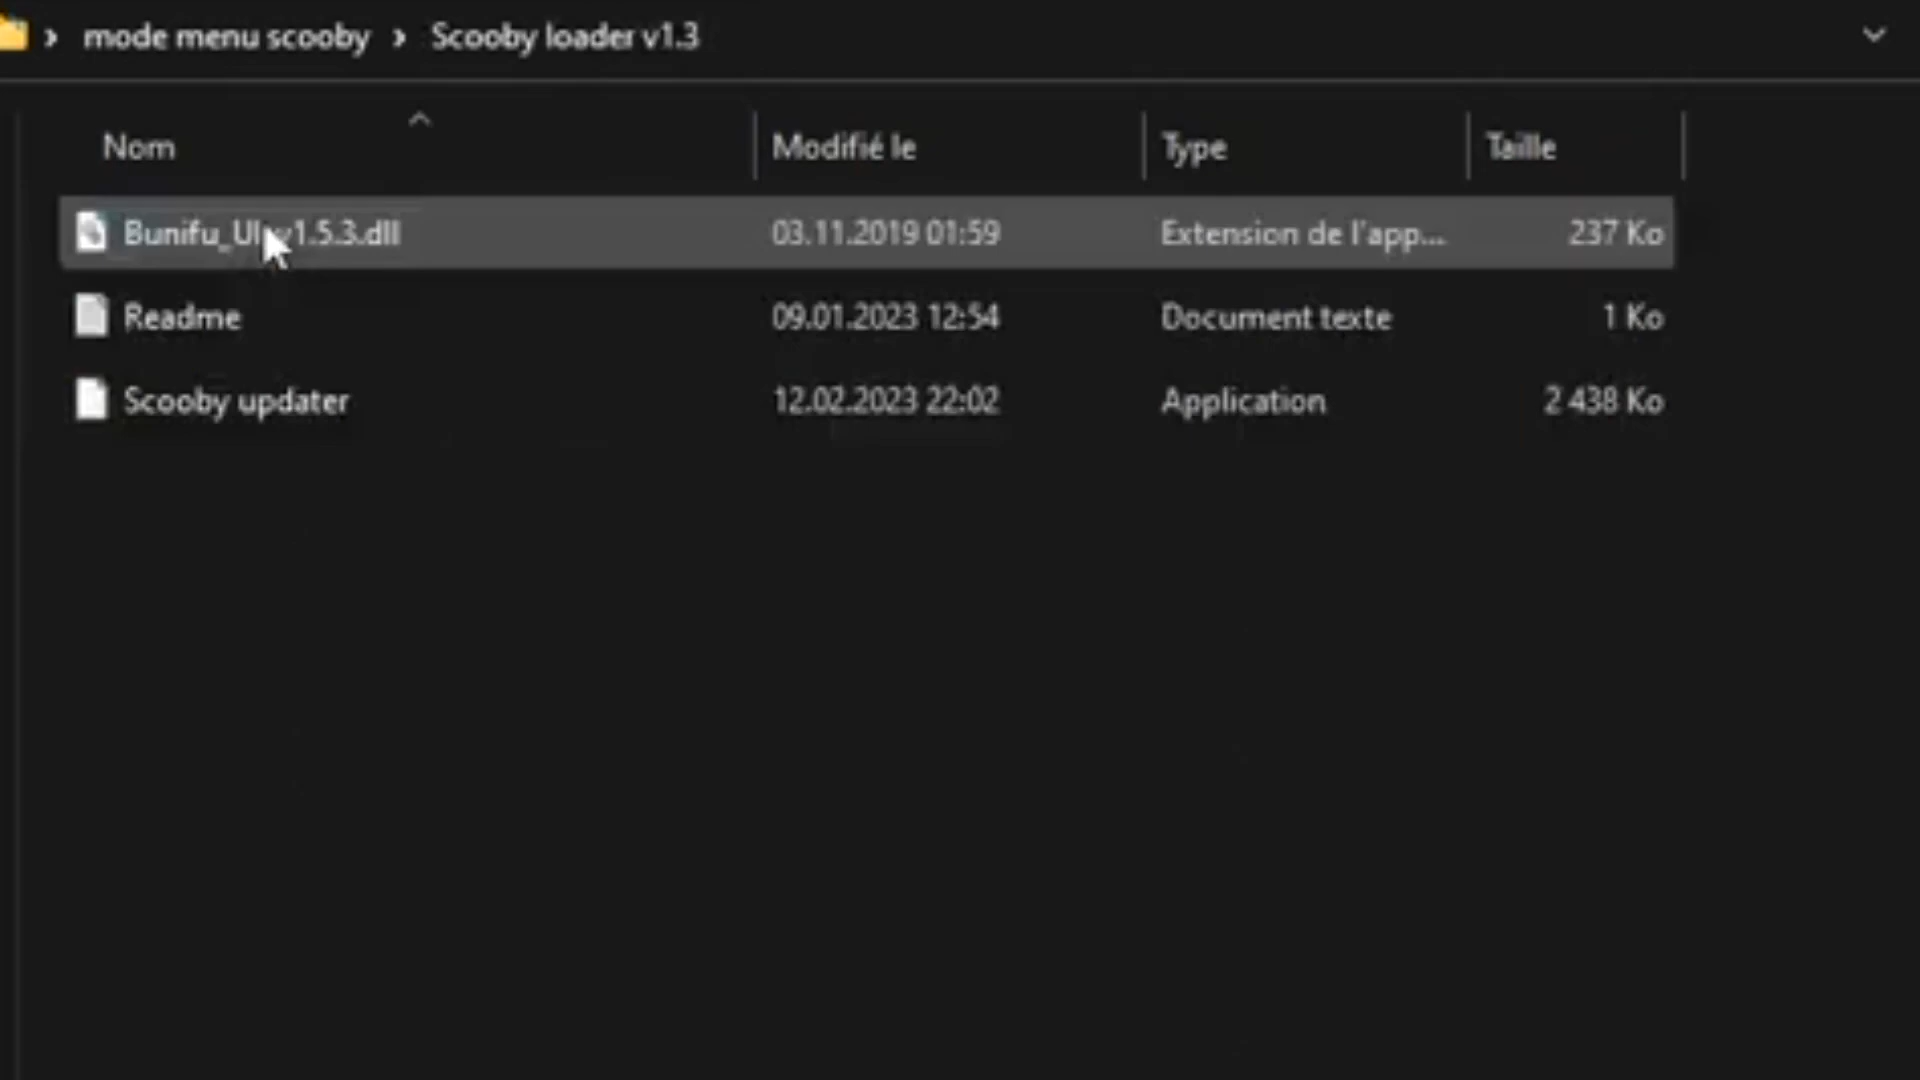 mode menu scooby > Scooby loader v1.3
Nom Modifié le Type Taille
Bunifu_UI v1.5.3.dll 03.11.2019 01:59 Extension de l'app... 237 Ko
Readme 09.01.2023 12:54 Document texte 1 Ko
Scooby updater 12.02.2023 22:02 Application 2 438 Ko